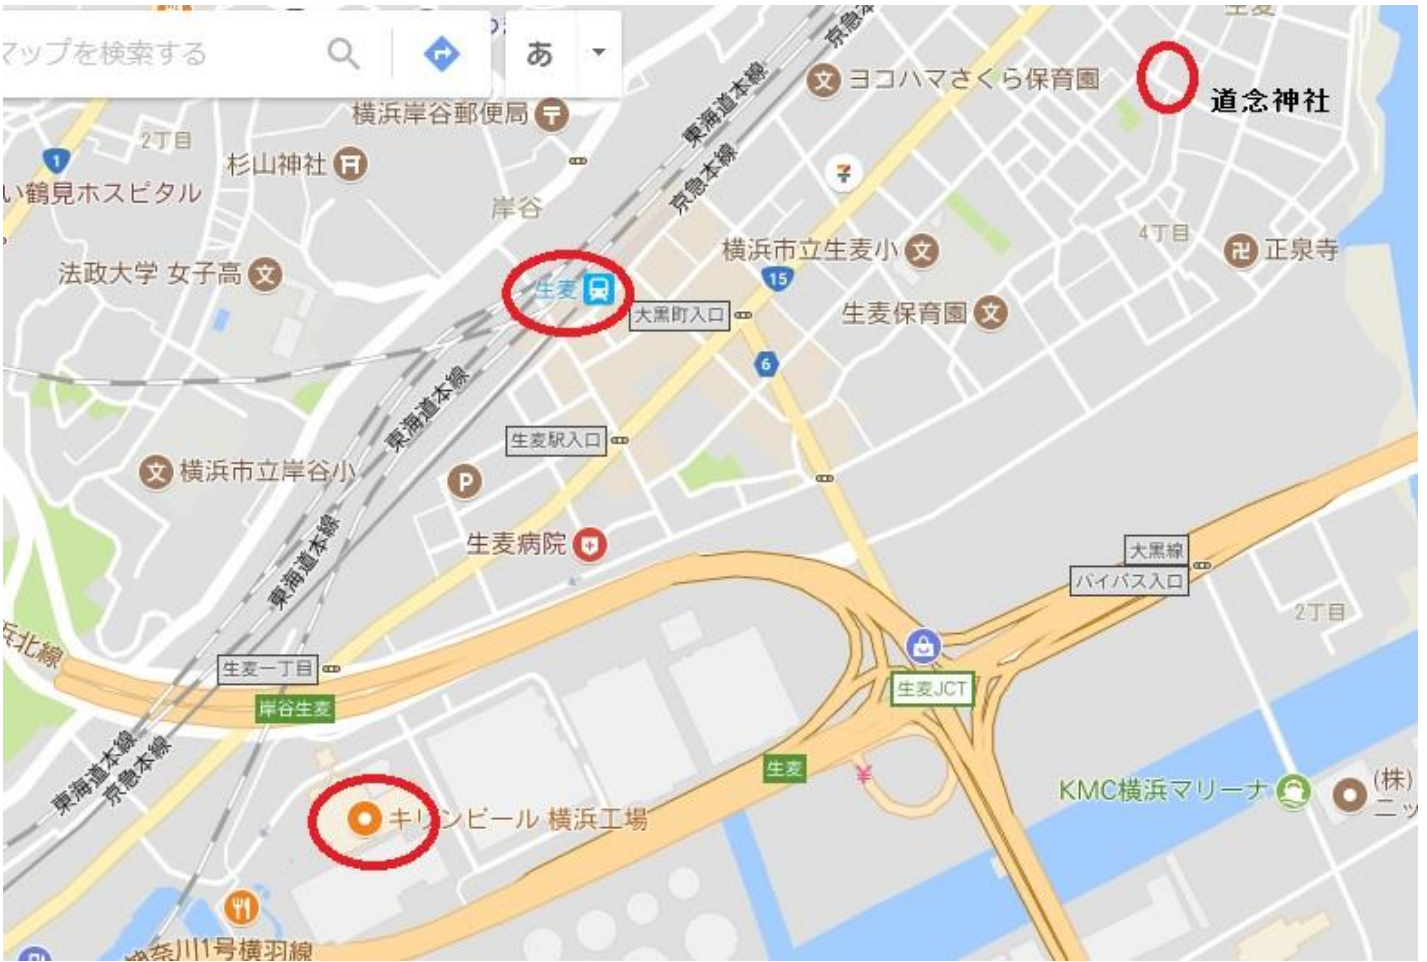 マップを検索する
あ
生麦
京急本線
東海道本線
ヨコハマさくら保育園
道念神社
横浜岸谷郵便局
2丁目
1
杉山神社
い鶴見ホスピタル
京急本線
7
岸谷
4丁目
横浜市立生麦小
正泉寺
法政大学 女子高
15
生麦
大黒町入口
生麦保育園
6
東海道本線
生麦駅入口
横浜市立岸谷小
P
生麦病院
東海道本線
大黒線
バイパス入口
2丁目
浜北線
生麦一丁目
岸谷生麦
生麦JCT
東海道本線
京急本線
生麦
¥
KMC横浜マリーナ
(株)
ニッ
キリンビール 横浜工場
神奈川1号横羽線